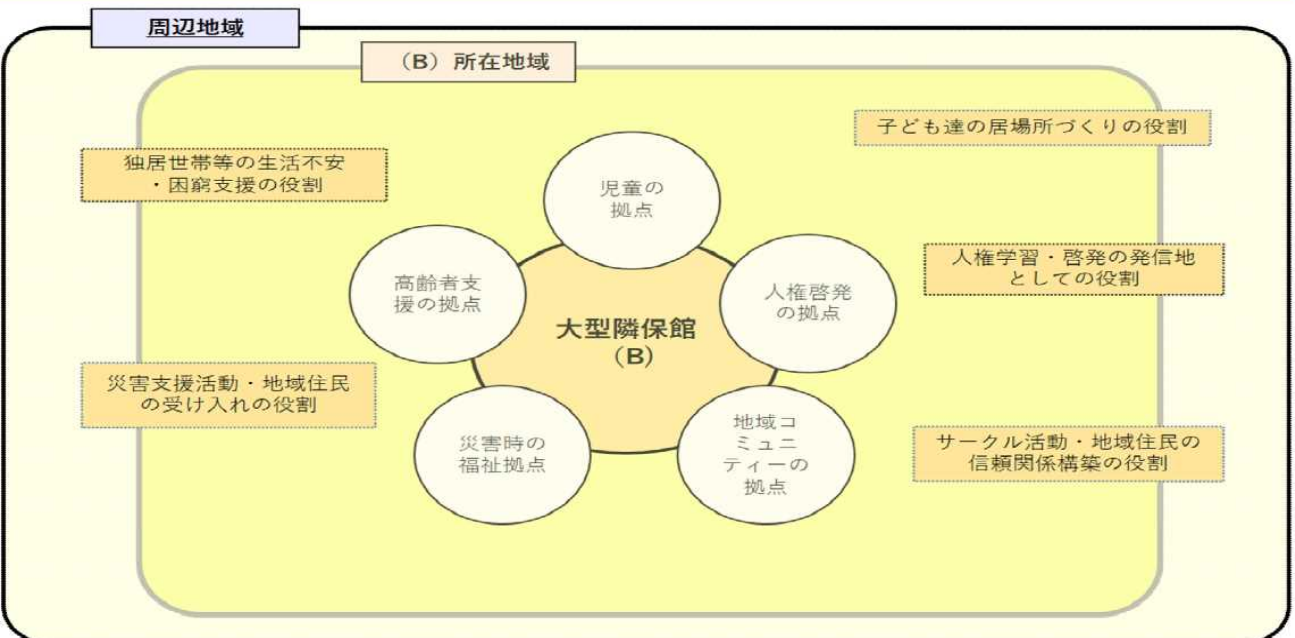 周辺地域
（B）所在地域
子ども達の居場所づくりの役割
独居世帯等の生活不安
・困窮支援の役割
児童の
拠点
高齢者支
援の拠点
人権啓発
の拠点
人権学習・啓発の発信地
としての役割
大型隣保館
（B）
災害支援活動・地域住民
の受け入れの役割
災害時の
福祉拠点
地域コ
ミュニ
ティーの
拠点
サークル活動・地域住民の
信頼関係構築の役割